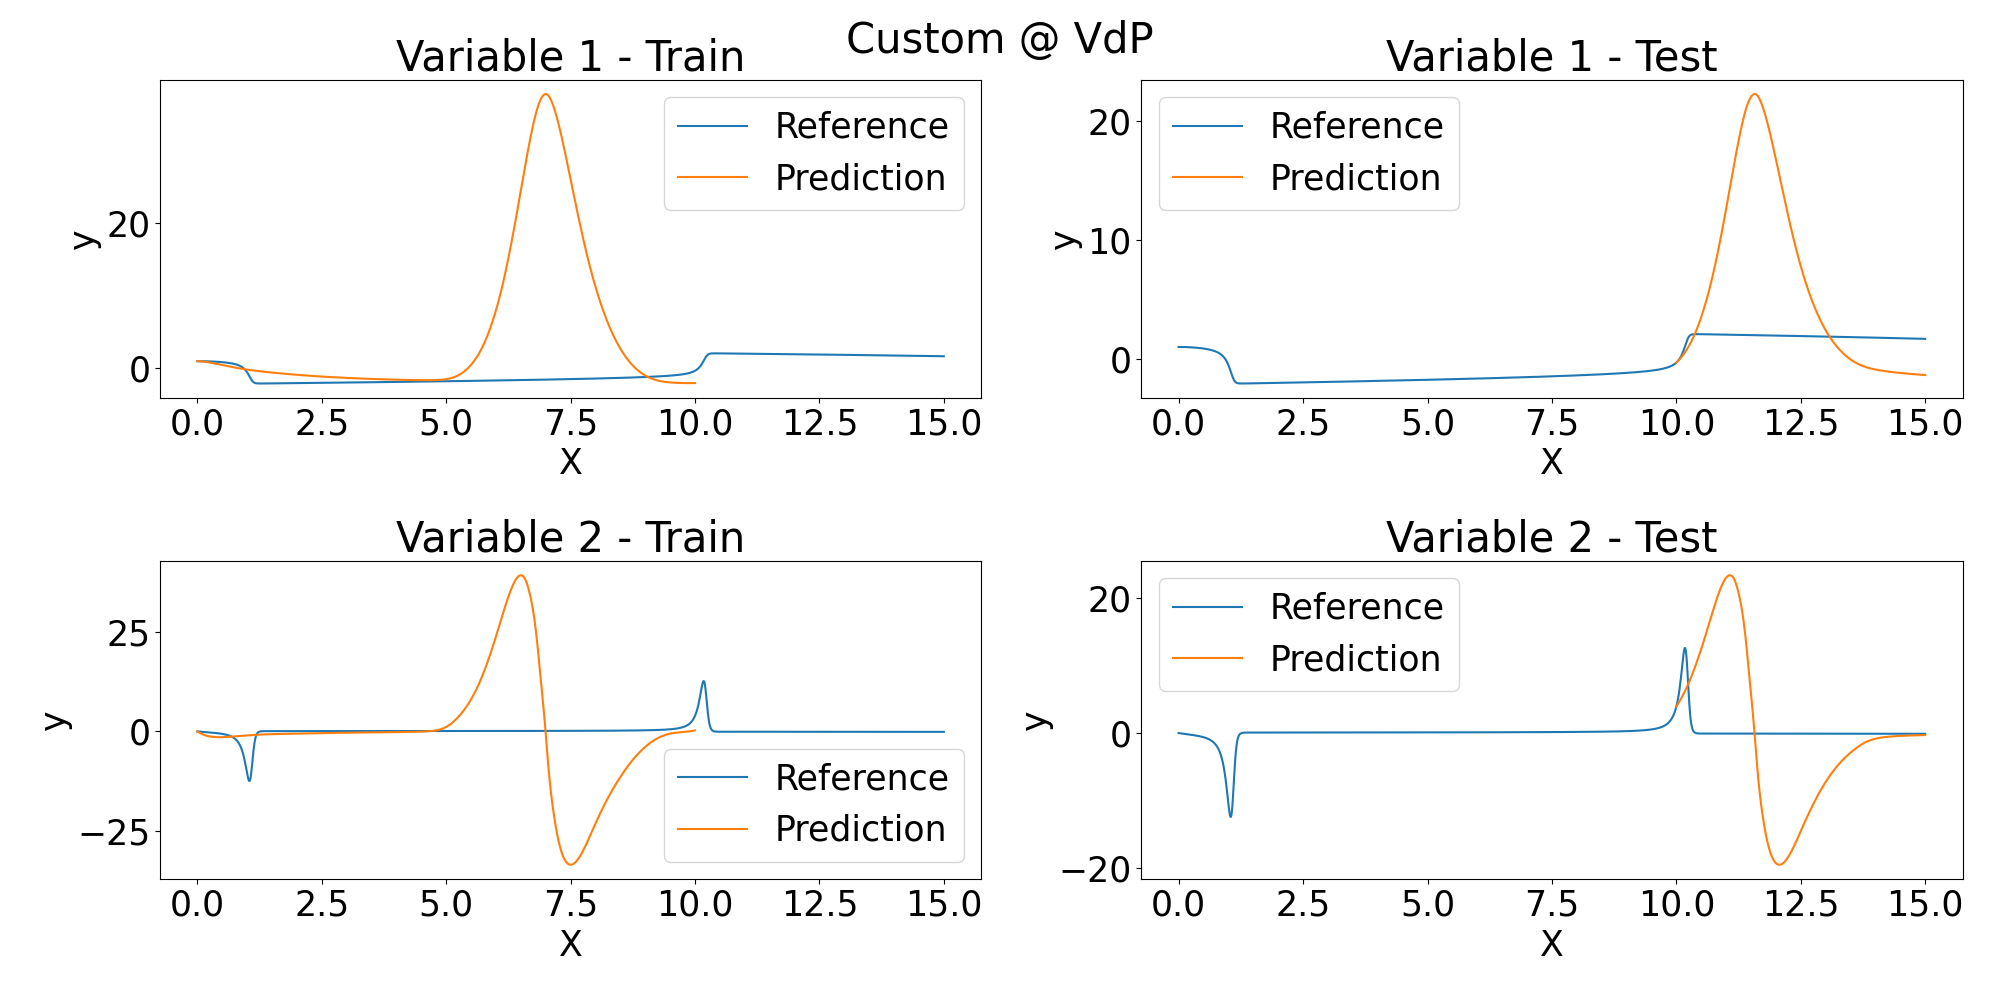 Custom @ VdP
Variable 1 - Train
Reference
Prediction
20
0
y
0.0 2.5 5.0 7.5 10.0 12.5 15.0
X
Variable 1 - Test
Reference
Prediction
20
10
0
y
0.0 2.5 5.0 7.5 10.0 12.5 15.0
X
Variable 2 - Train
25
0
−25
y
Reference
Prediction
0.0 2.5 5.0 7.5 10.0 12.5 15.0
X
Variable 2 - Test
Reference
Prediction
20
0
−20
y
0.0 2.5 5.0 7.5 10.0 12.5 15.0
X